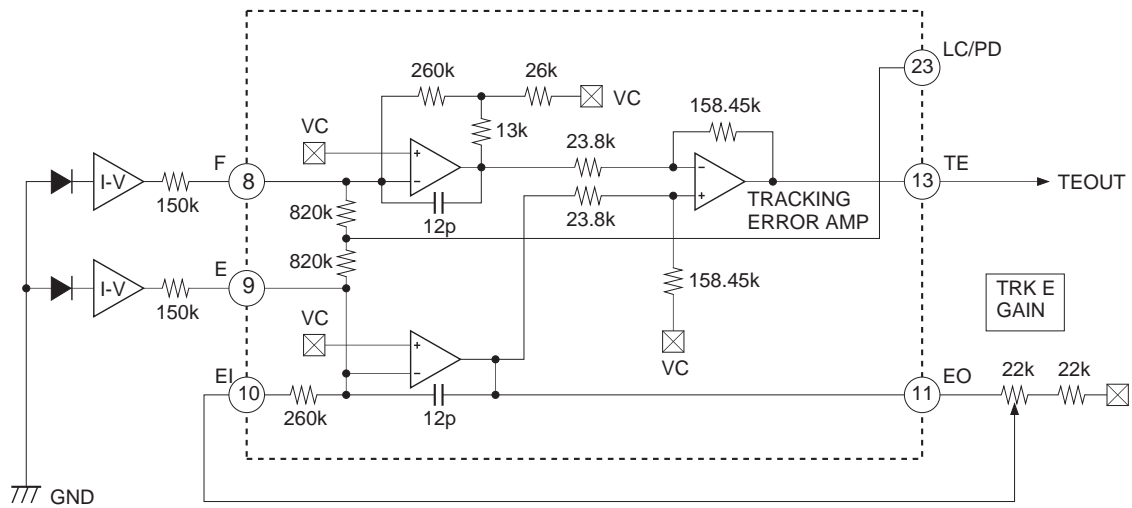 LC/PD
23
260k
26k
VC
158.45k
VC
13k
23.8k
F
8
I-V
150k
TE
13
TEOUT
TRACKING
ERROR AMP
820k
12p
23.8k
820k
E
9
I-V
150k
158.45k
TRK E
GAIN
VC
VC
EI
10
260k
12p
EO
11
22k
22k
GND